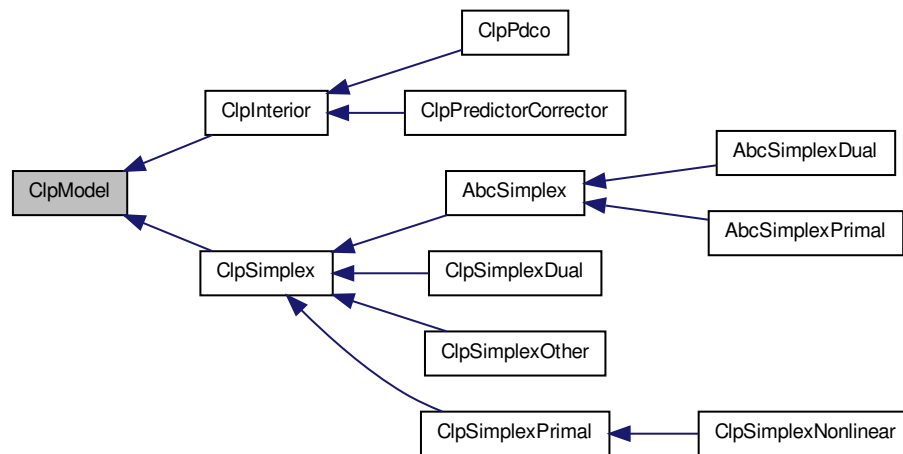 ClpPdco
ClpInterior
ClpPredictorCorrector
AbcSimplexDual
ClpModel
AbcSimplex
AbcSimplexPrimal
ClpSimplex
ClpSimplexDual
ClpSimplexOther
ClpSimplexPrimal
ClpSimplexNonlinear